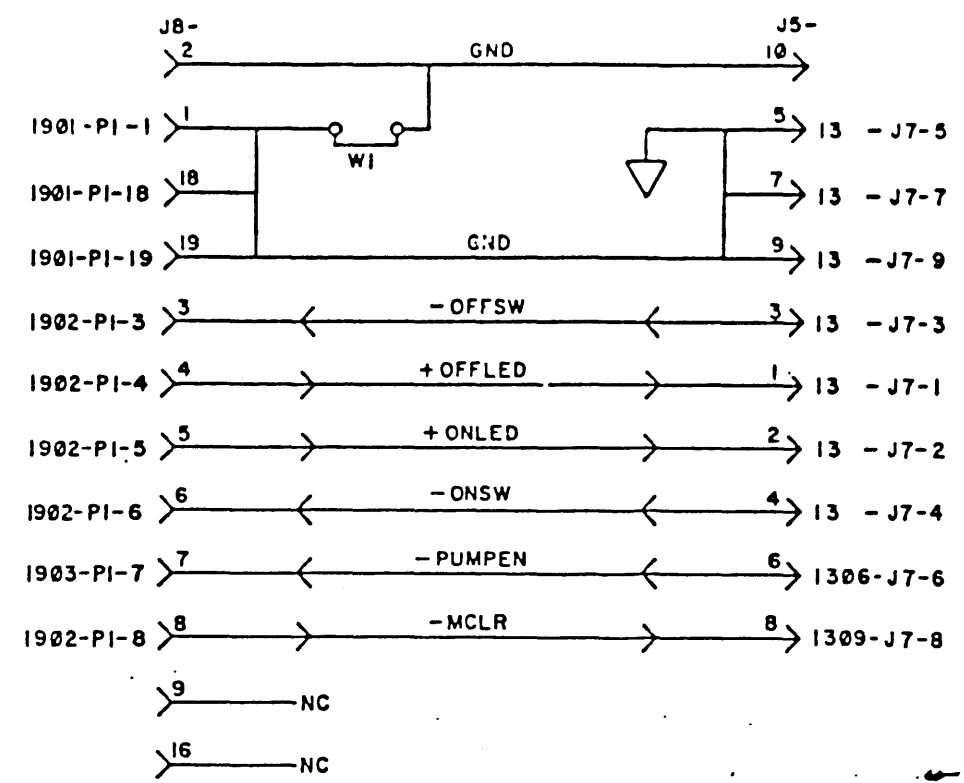 J8- J5-
2 GND 10
1901-P1-1 1 5 13 -J7-5
W1
1901-P1-18 18 7 13 -J7-7
1901-P1-19 19 GND 9 13 -J7-9
1902-P1-3 3 -OFFSW 3 13 -J7-3
1902-P1-4 4 +OFFLED 1 13 -J7-1
1902-P1-5 5 +ONLED 2 13 -J7-2
1902-P1-6 6 -ONSW 4 13 -J7-4
1903-P1-7 7 -PUMPEN 6 1306-J7-6
1902-P1-8 8 -MCLR 8 1309-J7-8
9 NC
16 NC